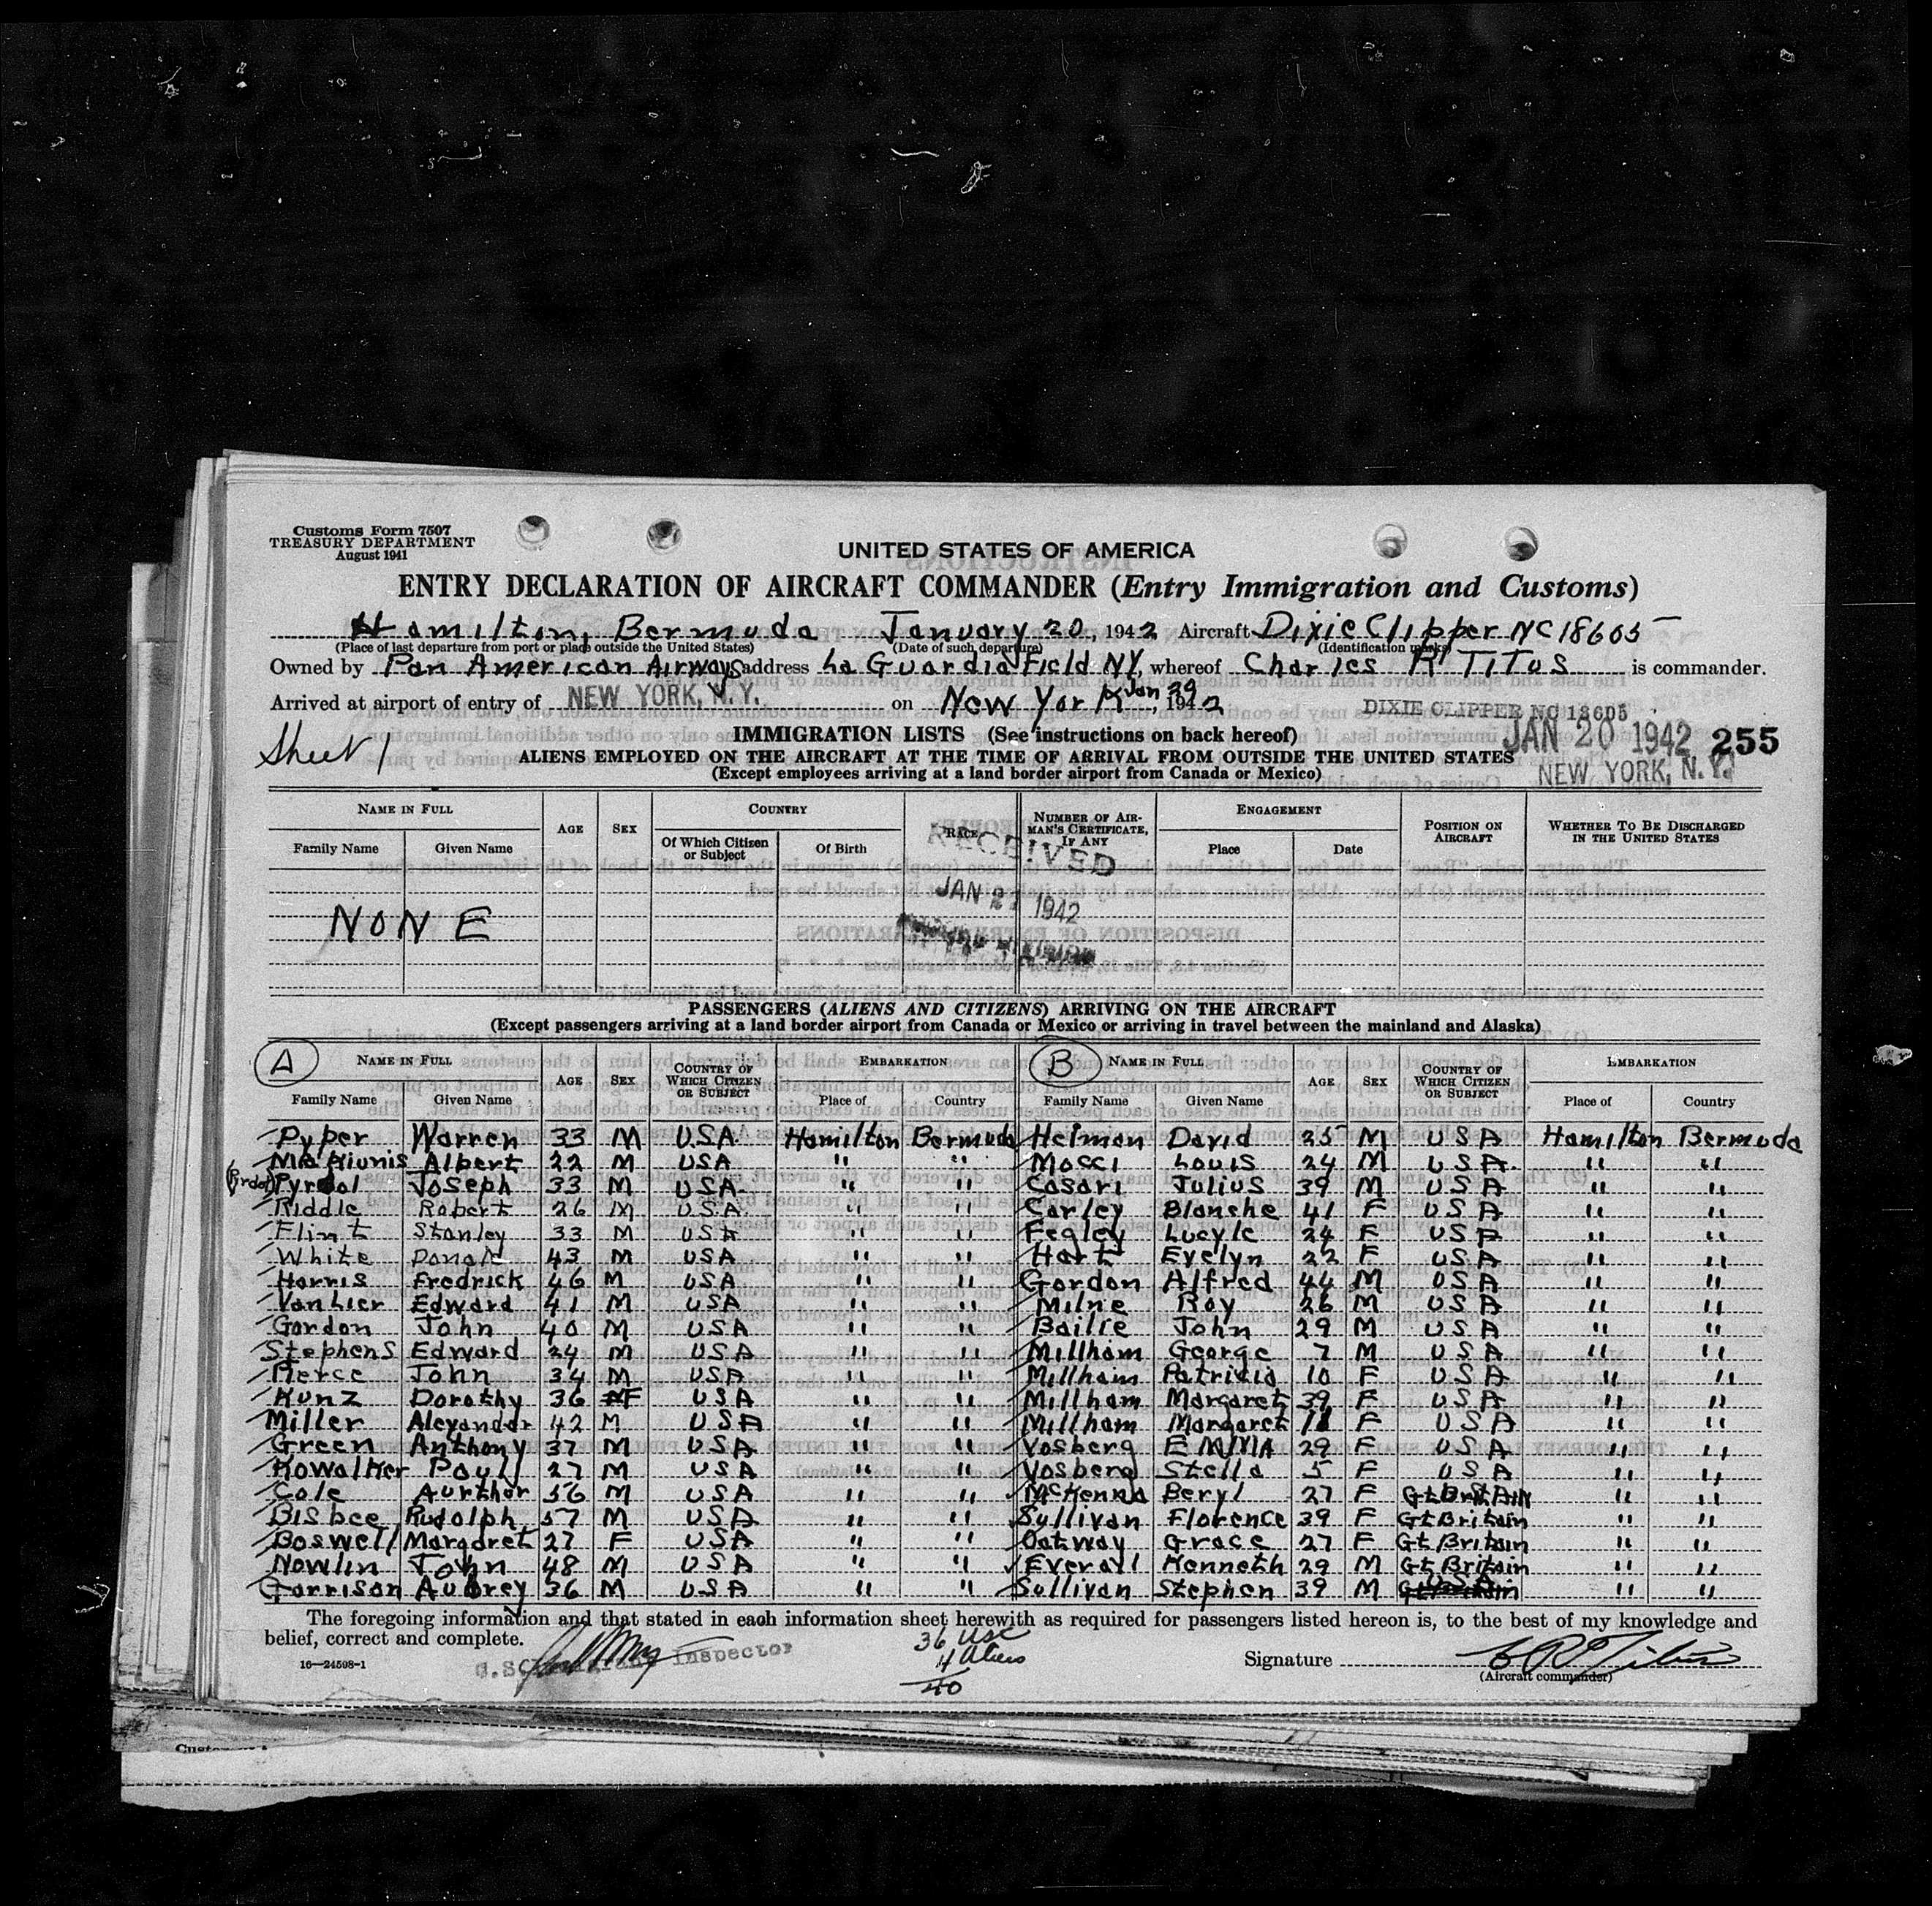 Customs Form 7507
TREASURY DEPARTMENT
August 1941
UNITED STATES OF AMERICA
ENTRY DECLARATION OF AIRCRAFT COMMANDER (Entry Immigration and Customs)
Hamilton, Bermuda January 20, 1942 Aircraft Dixie Clipper NC18605
(Place of last departure from port or place outside the United States) (Date of such departure) (Identification marks)
Owned by Pan American Airways address La Guardia Field NY, whereof Charles R Titus is commander.
Arrived at airport of entry of NEW YORK, N.Y. on New York Jan 20, 1942
DIXIE CLIPPER NC 18605
Sheet 1
IMMIGRATION LISTS (See instructions on back hereof)
JAN 20 1942 255
ALIENS EMPLOYED ON THE AIRCRAFT AT THE TIME OF ARRIVAL FROM OUTSIDE THE UNITED STATES
(Except employees arriving at a land border airport from Canada or Mexico)
NEW YORK, N.Y.
NAME IN FULL AGE SEX COUNTRY RACE NUMBER OF AIRMAN'S CERTIFICATE, IF ANY ENGAGEMENT POSITION ON AIRCRAFT WHETHER TO BE DISCHARGED IN THE UNITED STATES
Family Name Given Name Of Which Citizen or Subject Of Birth Place Date
RECEIVED
JAN 2 1942
NONE
PASSENGERS (ALIENS AND CITIZENS) ARRIVING ON THE AIRCRAFT
(Except passengers arriving at a land border airport from Canada or Mexico or arriving in travel between the mainland and Alaska)
A NAME IN FULL AGE SEX COUNTRY OF WHICH CITIZEN OR SUBJECT EMBARKATION B NAME IN FULL AGE SEX COUNTRY OF WHICH CITIZEN OR SUBJECT EMBARKATION
Family Name Given Name Place of Country Family Name Given Name Place of Country
Pyper Warren 33 M USA Hamilton Bermuda Heiman David 25 M USA Hamilton Bermuda
Albert 22 M USA " " Mocci Louis 24 M USA " "
Pyrdol Joseph 33 M USA " " Casari Julius 39 M USA " "
Riddle Robert 26 M USA " " Carley Blanche 41 F USA " "
Flint Stanley 33 M USA " " Fegley Lucyle 24 F USA " "
White Donald 43 M USA " " Hart Evelyn 22 F USA " "
Harris Fredrick 46 M USA " " Gordon Alfred 44 M USA " "
VanLier Edward 41 M USA " " Milne Roy 26 M USA " "
Gordon John 40 M USA " " Bailie John 29 M USA " "
Stephens Edward 24 M USA " " Millham George 7 M USA " "
Pierce John 34 M USA " " Millham Patricia 10 F USA " "
Kunz Dorothy 36 F USA " " Millham Margaret 39 F USA " "
Miller Alexander 42 M USA " " Millham Margaret 11 F USA " "
Green Anthony 37 M USA " " Vosberg EMMA 29 F USA " "
Kowalker Paul 27 M USA " " Vosberg Stella 5 F USA " "
Cole Aurthor 56 M USA " " McKenna Beryl 27 F Gt Britain " "
Bisbee Rudolph 57 M USA " " Sullivan Florence 39 F Gt Britain " "
Boswell Margaret 27 F USA " " Oatway Grace 27 F Gt Britain " "
Nowlin John 48 M USA " " Everall Kenneth 29 M Gt Britain " "
Garrison Aubrey 36 M USA " " Sullivan Stephen 39 M USA " "
The foregoing information and that stated in each information sheet herewith as required for passengers listed hereon is, to the best of my knowledge and
belief, correct and complete.
36 USC
4 Aliens
40
16—24598-1
Inspector
Signature C R Titus
(Aircraft commander)